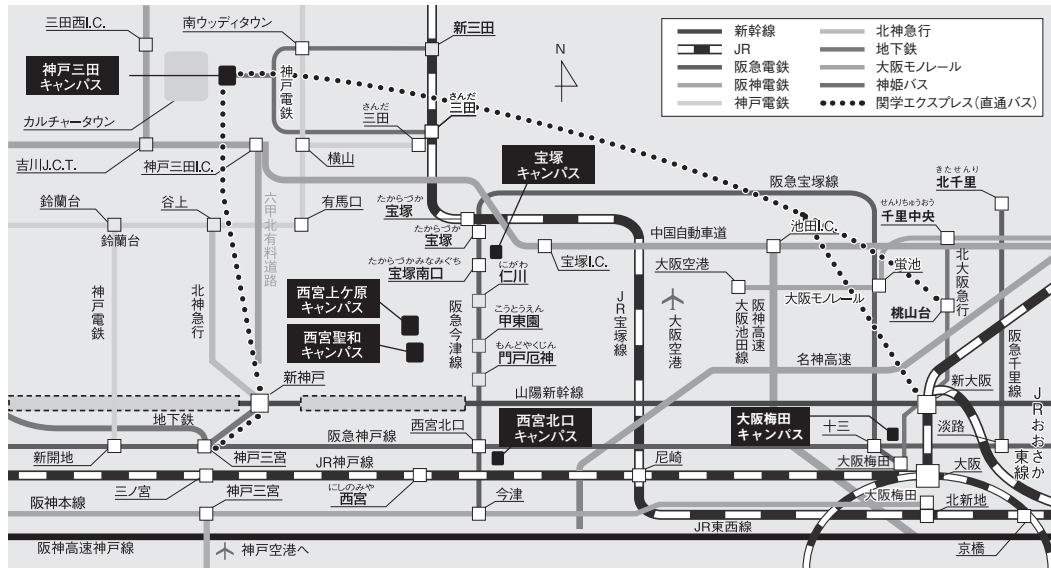 三田西I.C.
南ウッディタウン
新三田
N
新幹線
JR
阪急電鉄
阪神電鉄
神戸電鉄
北神急行
地下鉄
大阪モノレール
神姫バス
関学エクスプレス(直通バス)
神戸三田
キャンパス
神戸電鉄
カルチャータウン
さんだ
三田
さんだ
三田
吉川J.C.T.
神戸三田I.C.
横山
宝塚
キャンパス
阪急宝塚線
きたせんり
北千里
せんりちゅうおう
千里中央
鈴蘭台
谷上
有馬口
鈴蘭台
六甲北有料道路
たからづか
宝塚
たからづか
宝塚
池田I.C.
中国自動車道
宝塚I.C.
大阪空港
蛍池
大阪モノレール
北大阪急行
たからづかみなみぐち
宝塚南口
にがわ
仁川
桃山台
神戸電鉄
北神急行
西宮上ケ原
キャンパス
西宮聖和
キャンパス
阪急今津線
こうとうえん
甲東園
もんどやくじん
門戸厄神
JR宝塚線
大阪空港
阪神高速
大阪池田線
名神高速
阪急千里線
新神戸
山陽新幹線
新大阪
JRおおさか
東線
地下鉄
阪急神戸線
西宮北口
西宮北口
キャンパス
大阪梅田
キャンパス
十三
淡路
新開地
神戸三宮
JR神戸線
尼崎
大阪梅田
大阪
三ノ宮
神戸三宮
にしのみや
西宮
今津
大阪梅田
北新地
阪神本線
JR東西線
京橋
阪神高速神戸線
神戸空港へ